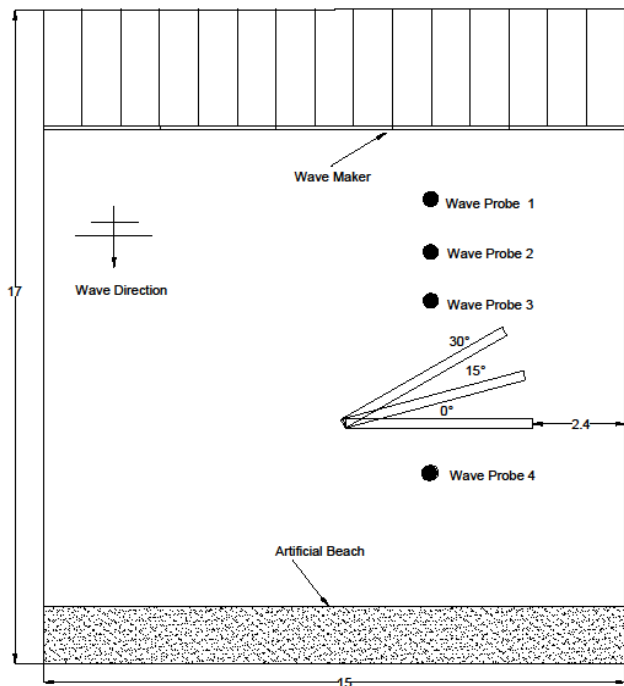 Wave Maker
Wave Probe 1
Wave Probe 2
Wave Direction
17
Wave Probe 3
30°
15°
0°
2.4
Wave Probe 4
Artificial Beach
15